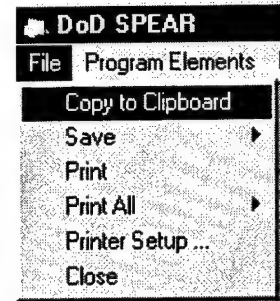 DoD SPEAR
File Program Elements
Copy to Clipboard
Save
Print
Print All
Printer Setup ...
Close